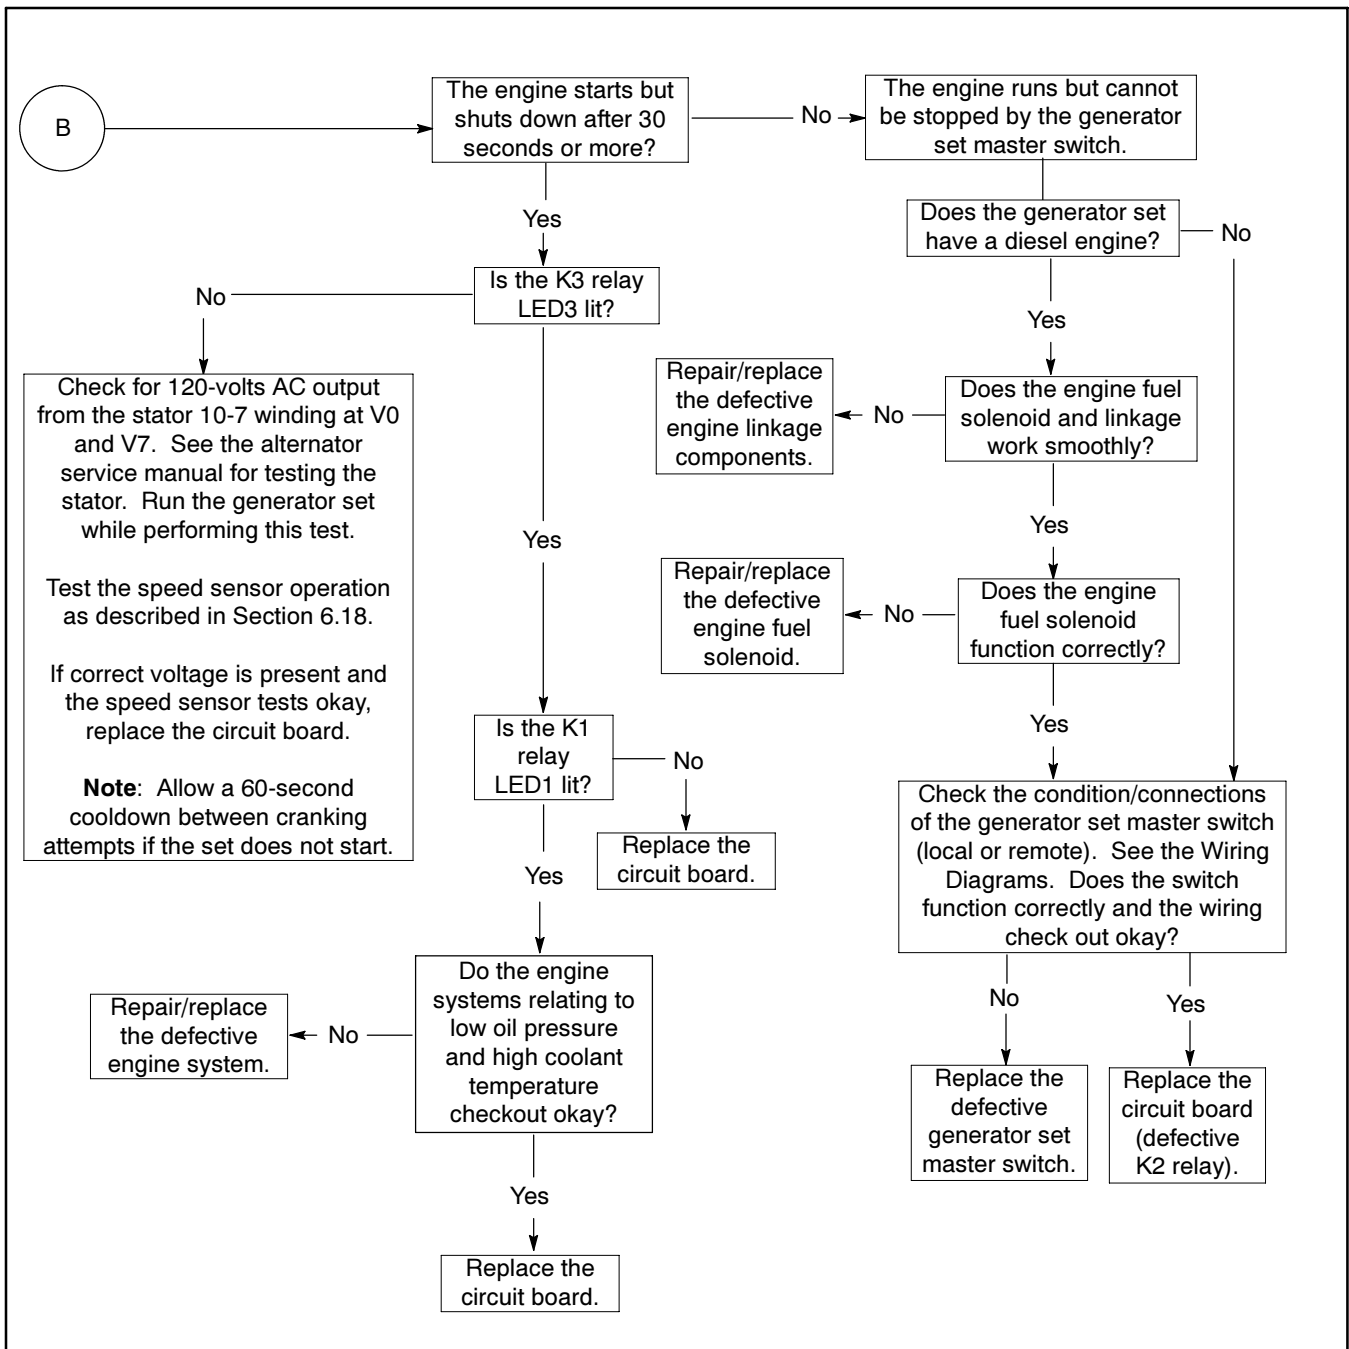 B
The engine starts but
shuts down after 30
seconds or more?
No
The engine runs but cannot
be stopped by the generator
set master switch.
Yes
Does the generator set
have a diesel engine?
No
Is the K3 relay
LED3 lit?
No
Yes
Check for 120-volts AC output
from the stator 10-7 winding at V0
and V7. See the alternator
service manual for testing the
stator. Run the generator set
while performing this test.
Test the speed sensor operation
as described in Section 6.18.
If correct voltage is present and
the speed sensor tests okay,
replace the circuit board.
Note: Allow a 60-second
cooldown between cranking
attempts if the set does not start.
Repair/replace
the defective
engine linkage
components.
No
Does the engine fuel
solenoid and linkage
work smoothly?
Yes
Yes
Repair/replace
the defective
engine fuel
solenoid.
No
Does the engine
fuel solenoid
function correctly?
Yes
Is the K1
relay
LED1 lit?
No
Replace the
circuit board.
Yes
Check the condition/connections
of the generator set master switch
(local or remote). See the Wiring
Diagrams. Does the switch
function correctly and the wiring
check out okay?
Repair/replace
the defective
engine system.
No
Do the engine
systems relating to
low oil pressure
and high coolant
temperature
checkout okay?
No
Yes
Replace the
defective
generator set
master switch.
Replace the
circuit board
(defective
K2 relay).
Yes
Replace the
circuit board.